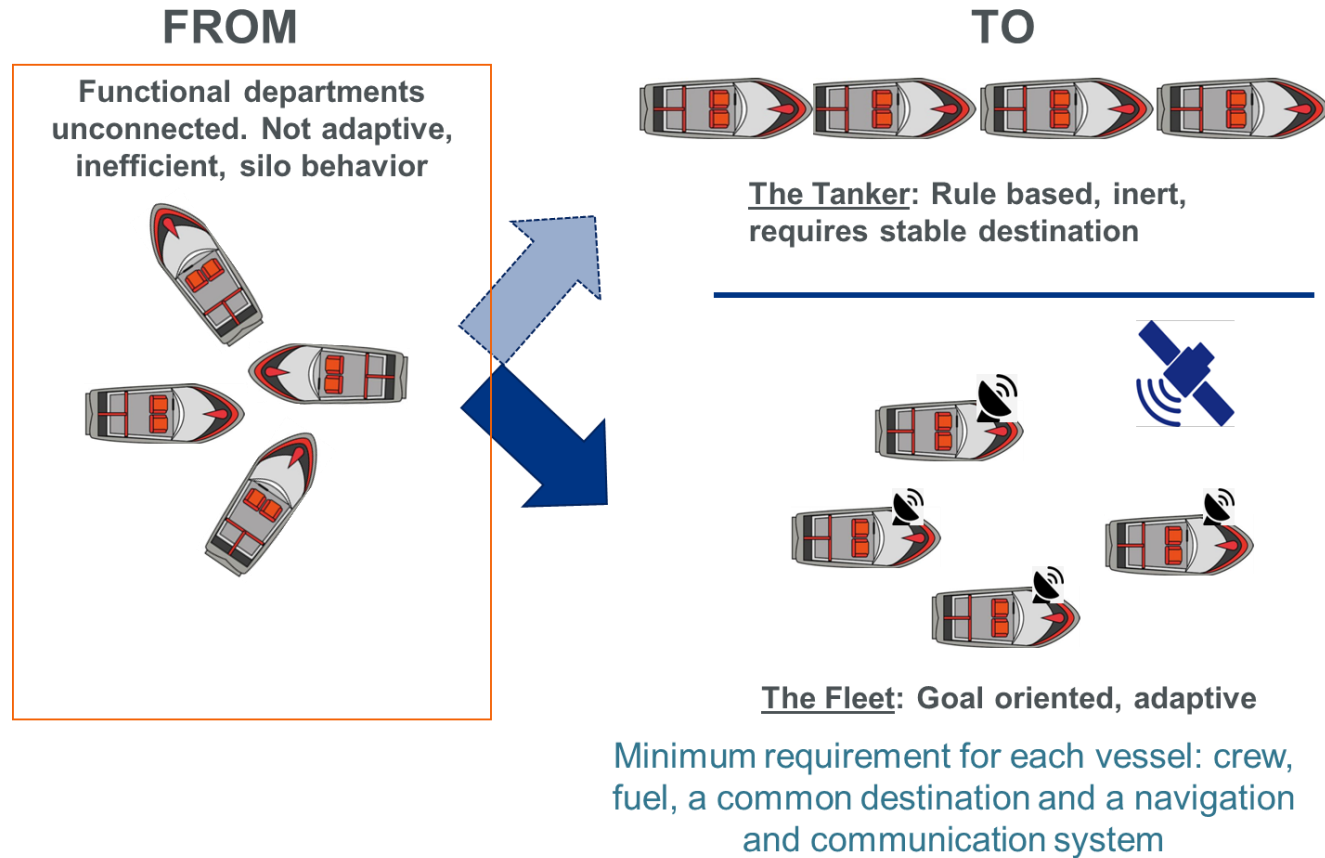 FROM
Functional departments
unconnected. Not adaptive,
inefficient, silo behavior
TO
The Tanker: Rule based, inert,
requires stable destination
The Fleet: Goal oriented, adaptive
Minimum requirement for each vessel: crew,
fuel, a common destination and a navigation
and communication system